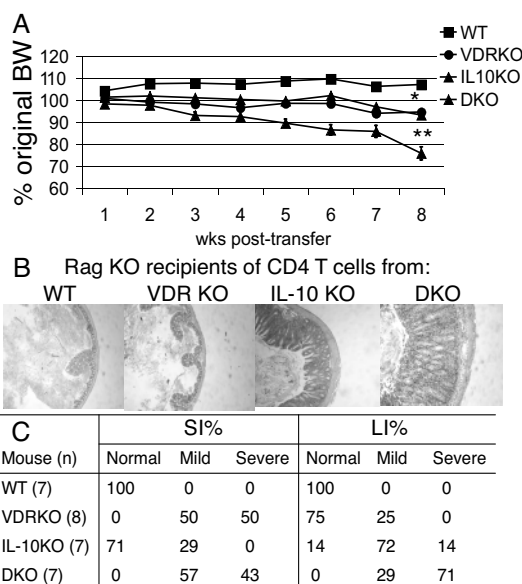 A
WT
VDRKO
IL10KO
DKO
% original BW
120
110
100
90
80
70
60
*
**
1 2 3 4 5 6 7 8
wks post-transfer
B Rag KO recipients of CD4 T cells from:
WT VDR KO IL-10 KO DKO
C SI% LI%
Mouse (n) Normal Mild Severe Normal Mild Severe
WT (7) 100 0 0 100 0 0
VDRKO (8) 0 50 50 75 25 0
IL-10KO (7) 71 29 0 14 72 14
DKO (7) 0 57 43 0 29 71